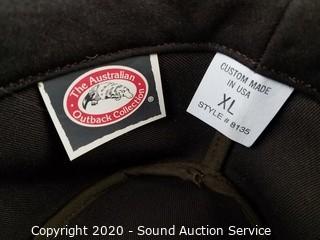 The Australian
Outback Collection
®
CUSTOM MADE
IN USA
XL
STYLE # 8135
Copyright 2020 - Sound Auction Service